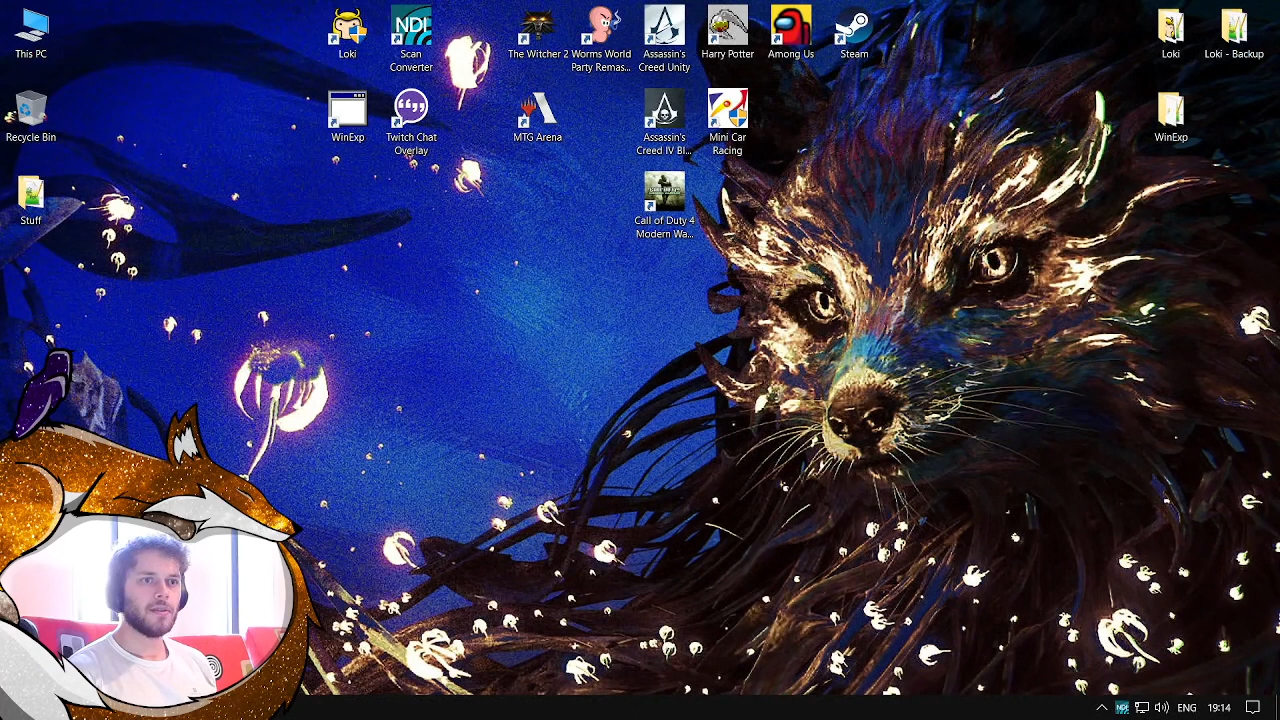 This PC
Loki
NDI
Scan
Converter
The Witcher 2
Worms World
Party Remas...
Assassin's
Creed Unity
Harry Potter
Among Us
Steam
Loki
Loki - Backup
Recycle Bin
WinExp
Twitch Chat
Overlay
MTG Arena
Assassin's
Creed IV Bl...
Mini Car
Racing
WinExp
Stuff
Call of Duty 4
Modern Wa...
NDI
ENG
19:14